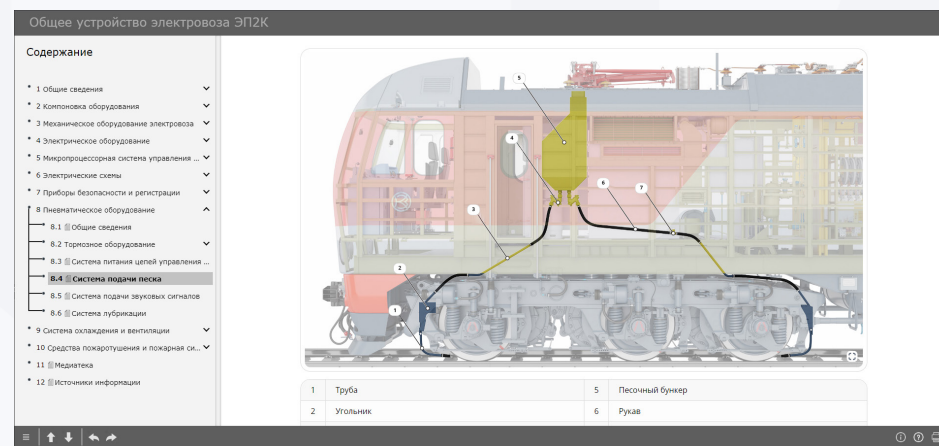 Общее устройство электровоза ЭП2К
Содержание
1 Общие сведения
2 Компоновка оборудования
3 Механическое оборудование электровоза
4 Электрическое оборудование
5 Микропроцессорная система управления ...
6 Электрические схемы
7 Приборы безопасности и регистрации
8 Пневматическое оборудование
8.1 Общие сведения
8.2 Тормозное оборудование
8.3 Система питания цепей управления ...
8.4 Система подачи песка
8.5 Система подачи звуковых сигналов
8.6 Система лубрикации
9 Система охлаждения и вентиляции
10 Средства пожаротушения и пожарная си...
11 Медиатека
12 Источники информации
5
4
6
7
3
2
1
1 Труба 5 Песочный бункер
2 Угольник 6 Рукав